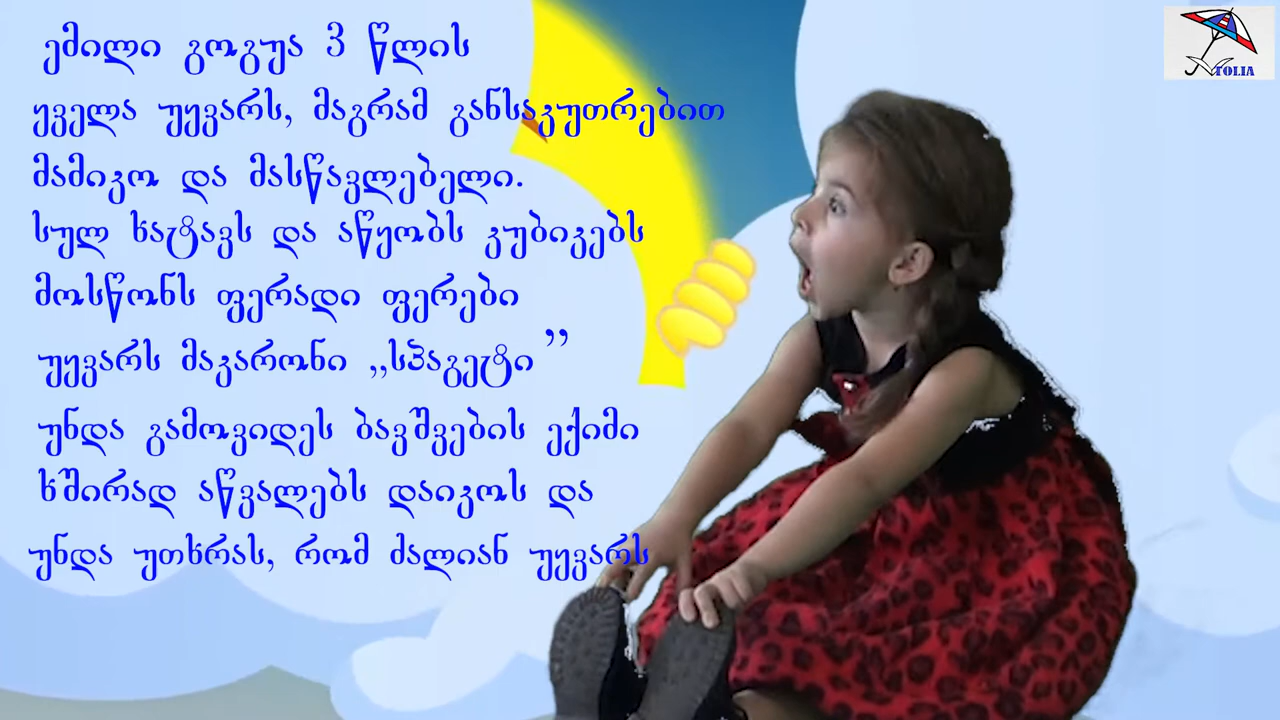 ემილი გოგუა 3 წლის
ყველა უყვარს, მაგრამ განსაკუთრებით
მამიკო და მასწავლებელი.
სულ ხატავს და აწყობს კუბიკებს
მოსწონს ფერადი ფერები
უყვარს მაკარონი ,,სპაგეტი ”
უნდა გამოვიდეს ბავშვების ექიმი
ხშირად აწვალებს დაიკოს და
უნდა უთხრას, რომ ძალიან უყვარს
TOLIA